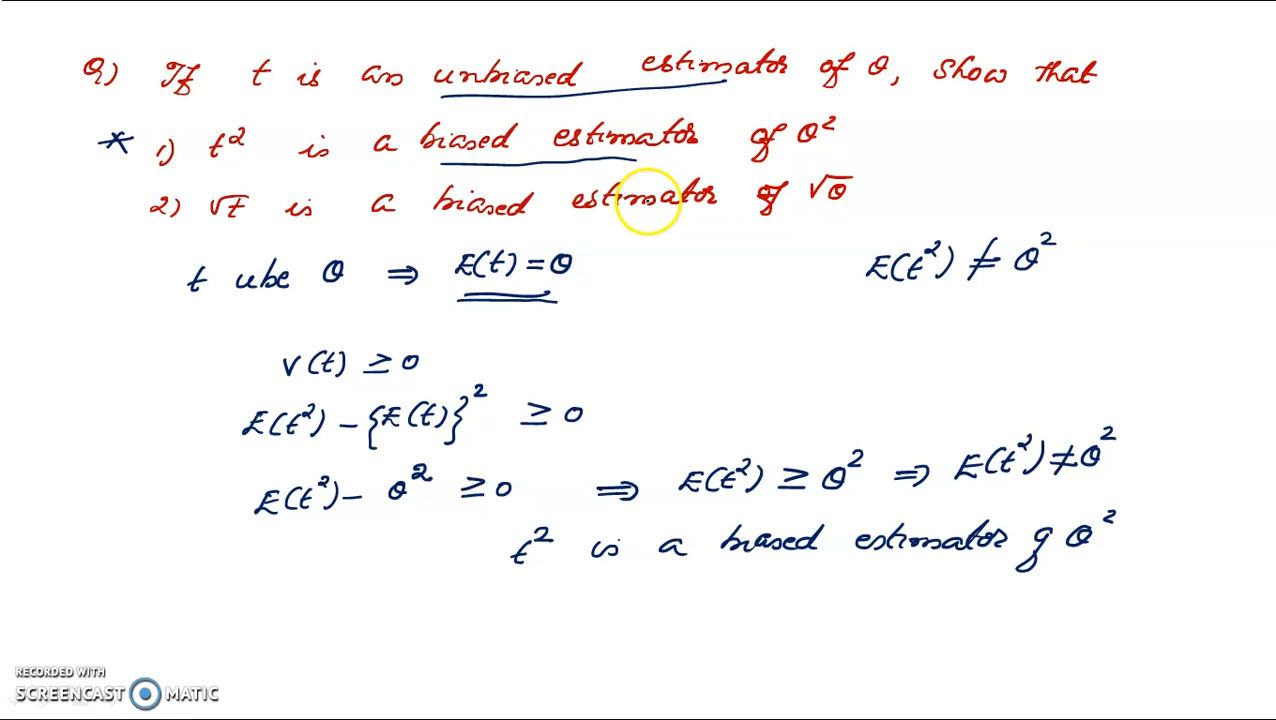 Q) If t is an unbiased estimator of θ, show that
* 1) t² is a biased estimator of θ²
2) √t is a biased estimator of √θ
t ube θ ⇒ E(t) = θ E(t²) ≠ θ²
V(t) ≥ 0
E(t²) - {E(t)}² ≥ 0
E(t²) - θ² ≥ 0 ⇒ E(t²) ≥ θ² ⇒ E(t²) ≠ θ²
t² is a biased estimator of θ²
RECORDED WITH
SCREENCAST MATIC